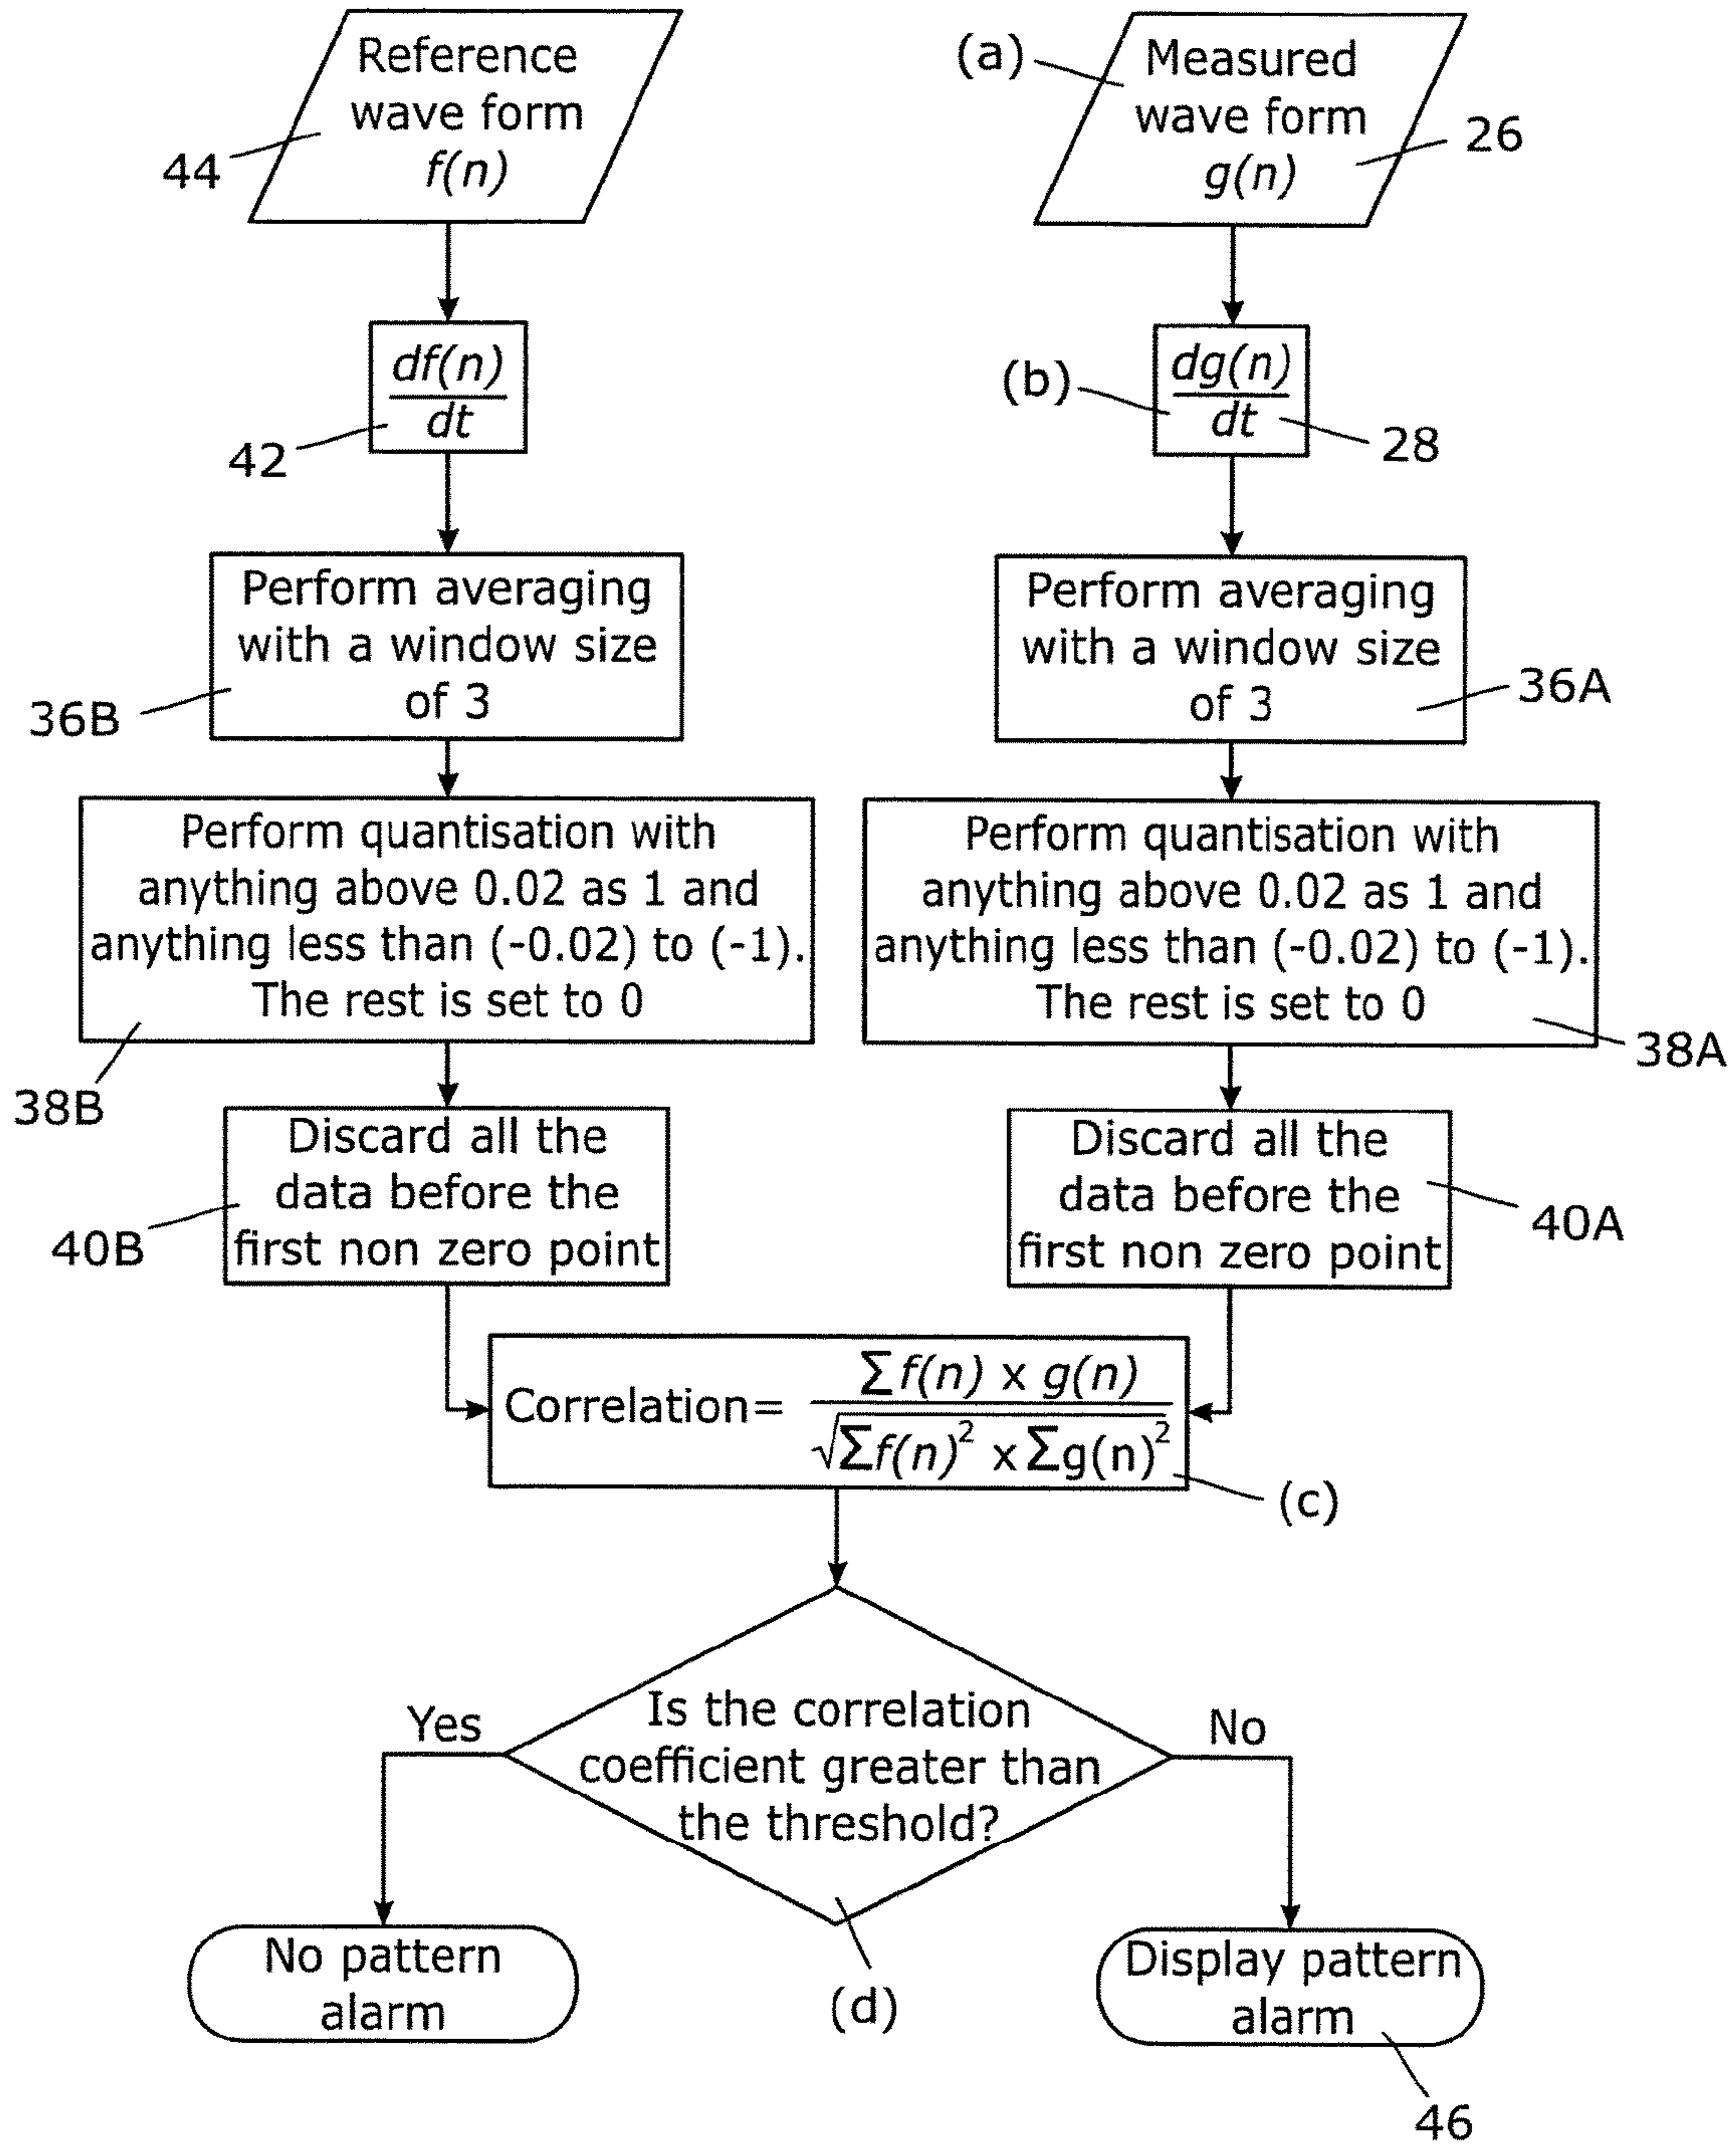 Reference
wave form
f(n)
44
(a)
Measured
wave form
g(n)
26
df(n)
dt
42
(b)
dg(n)
dt
28
Perform averaging
with a window size
of 3
36B
Perform averaging
with a window size
of 3
36A
Perform quantisation with
anything above 0.02 as 1 and
anything less than (-0.02) to (-1).
The rest is set to 0
38B
Perform quantisation with
anything above 0.02 as 1 and
anything less than (-0.02) to (-1).
The rest is set to 0
38A
Discard all the
data before the
first non zero point
40B
Discard all the
data before the
first non zero point
40A
Correlation= Σf(n) x g(n)
√Σf(n)² x Σg(n)²
(c)
Is the correlation
coefficient greater than
the threshold?
Yes
No
(d)
No pattern
alarm
Display pattern
alarm
46